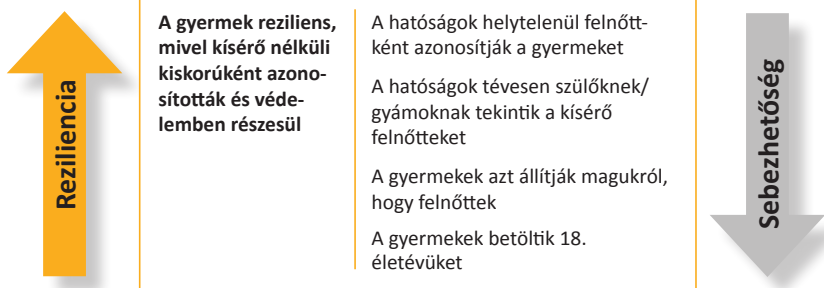 Reziliencia
A gyermek reziliens,
mivel kísérő nélküli
kiskorúként azono-
sították és véde-
lemben részesül
A hatóságok helytelenül felnőtt-
ként azonosítják a gyermeket
A hatóságok tévesen szülőknek/
gyámoknak tekintik a kísérő
felnőtteket
A gyermekek azt állítják magukról,
hogy felnőttek
A gyermekek betöltik 18.
életévüket
Sebezhetőség